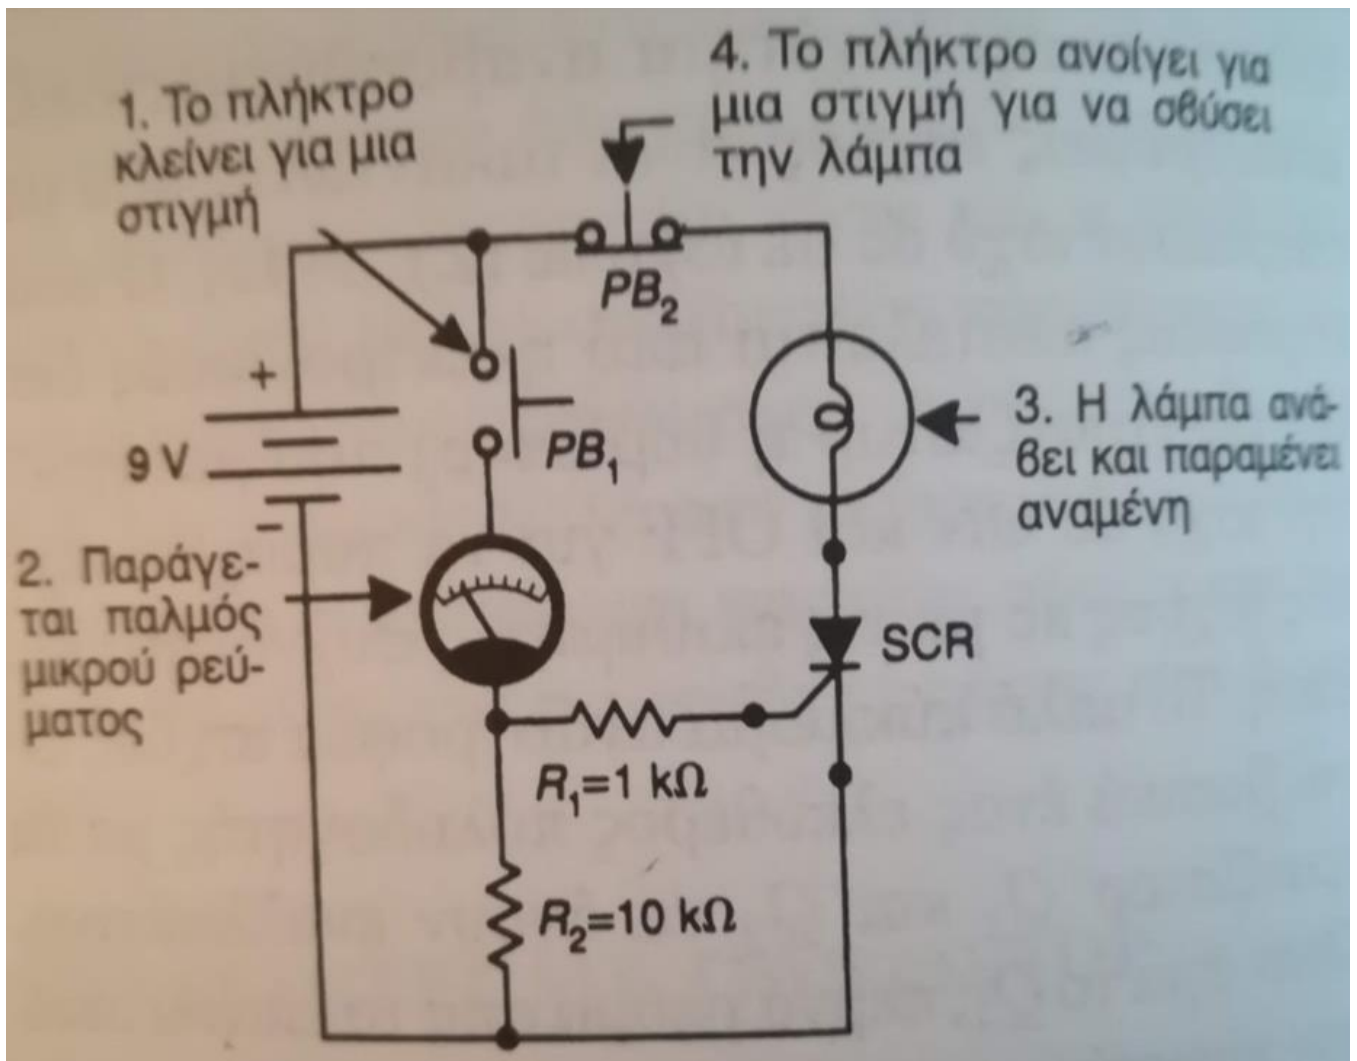 1. Το πλήκτρο
κλείνει για μια
στιγμή
4. Το πλήκτρο ανοίγει για
μια στιγμή για να σβύσει
την λάμπα
PB₂
+
9 V
−
PB₁
3. Η λάμπα ανά-
βει και παραμένει
αναμένη
2. Παράγε-
ται παλμός
μικρού ρεύ-
ματος
SCR
R₁=1 kΩ
R₂=10 kΩ